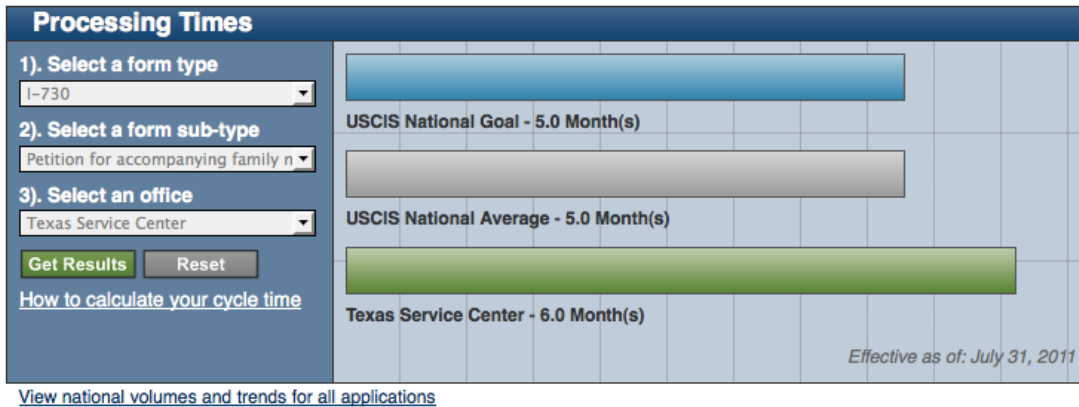 Processing Times
1). Select a form type
I-730
2). Select a form sub-type
Petition for accompanying family n
3). Select an office
Texas Service Center
Get Results Reset
How to calculate your cycle time
USCIS National Goal - 5.0 Month(s)
USCIS National Average - 5.0 Month(s)
Texas Service Center - 6.0 Month(s)
Effective as of: July 31, 2011
View national volumes and trends for all applications